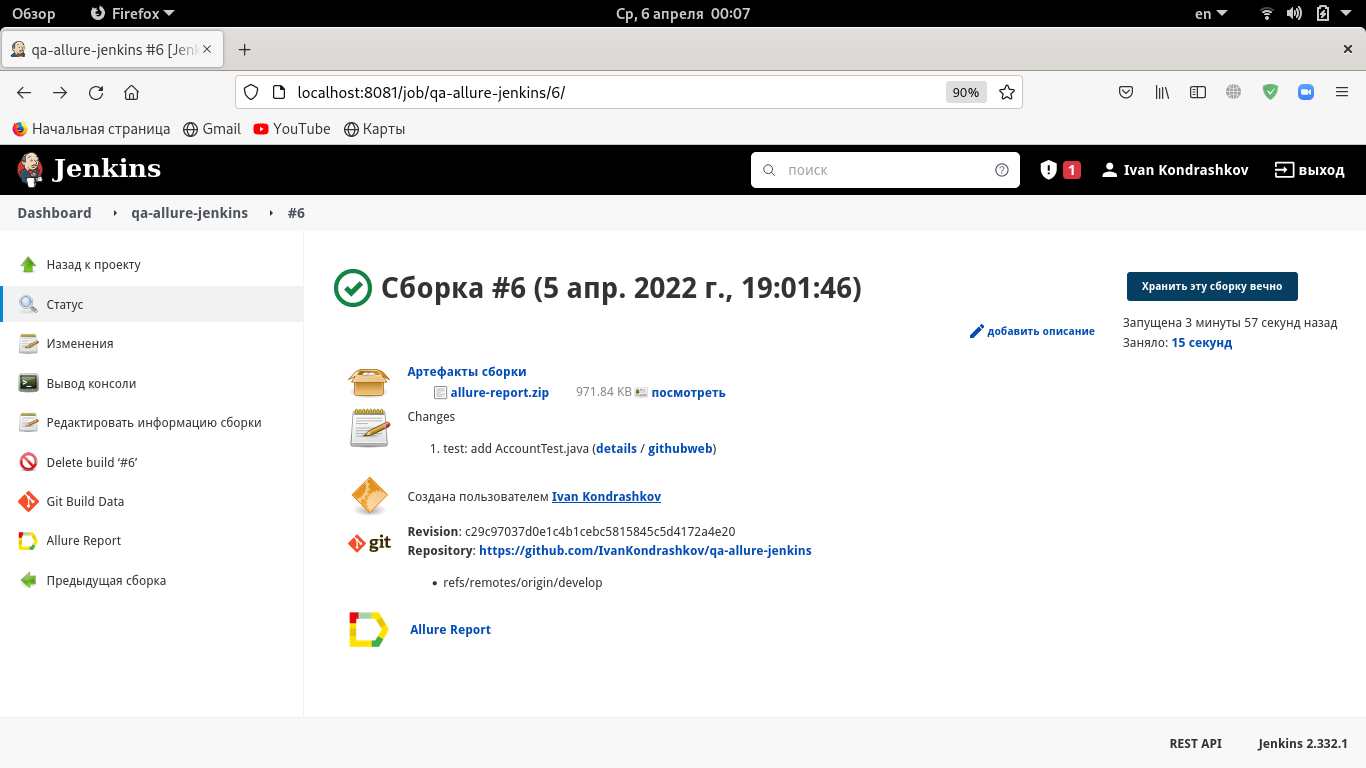 Обзор Firefox Ср, 6 апреля 00:07 en
qa-allure-jenkins #6 [Jenk
localhost:8081/job/qa-allure-jenkins/6/ 90%
Начальная страница Gmail YouTube Карты
Jenkins поиск 1 Ivan Kondrashkov выход
Dashboard qa-allure-jenkins #6
Назад к проекту
Статус
Изменения
Вывод консоли
Редактировать информацию сборки
Delete build ‘#6’
Git Build Data
Allure Report
Предыдущая сборка
Сборка #6 (5 апр. 2022 г., 19:01:46)
Хранить эту сборку вечно
Запущена 3 минуты 57 секунд назад
Заняло: 15 секунд
добавить описание
Артефакты сборки
allure-report.zip 971.84 KB посмотреть
Changes
1. test: add AccountTest.java (details / githubweb)
Создана пользователем Ivan Kondrashkov
git
Revision: c29c97037d0e1c4b1cebc5815845c5d4172a4e20
Repository: https://github.com/IvanKondrashkov/qa-allure-jenkins
• refs/remotes/origin/develop
Allure Report
REST API Jenkins 2.332.1